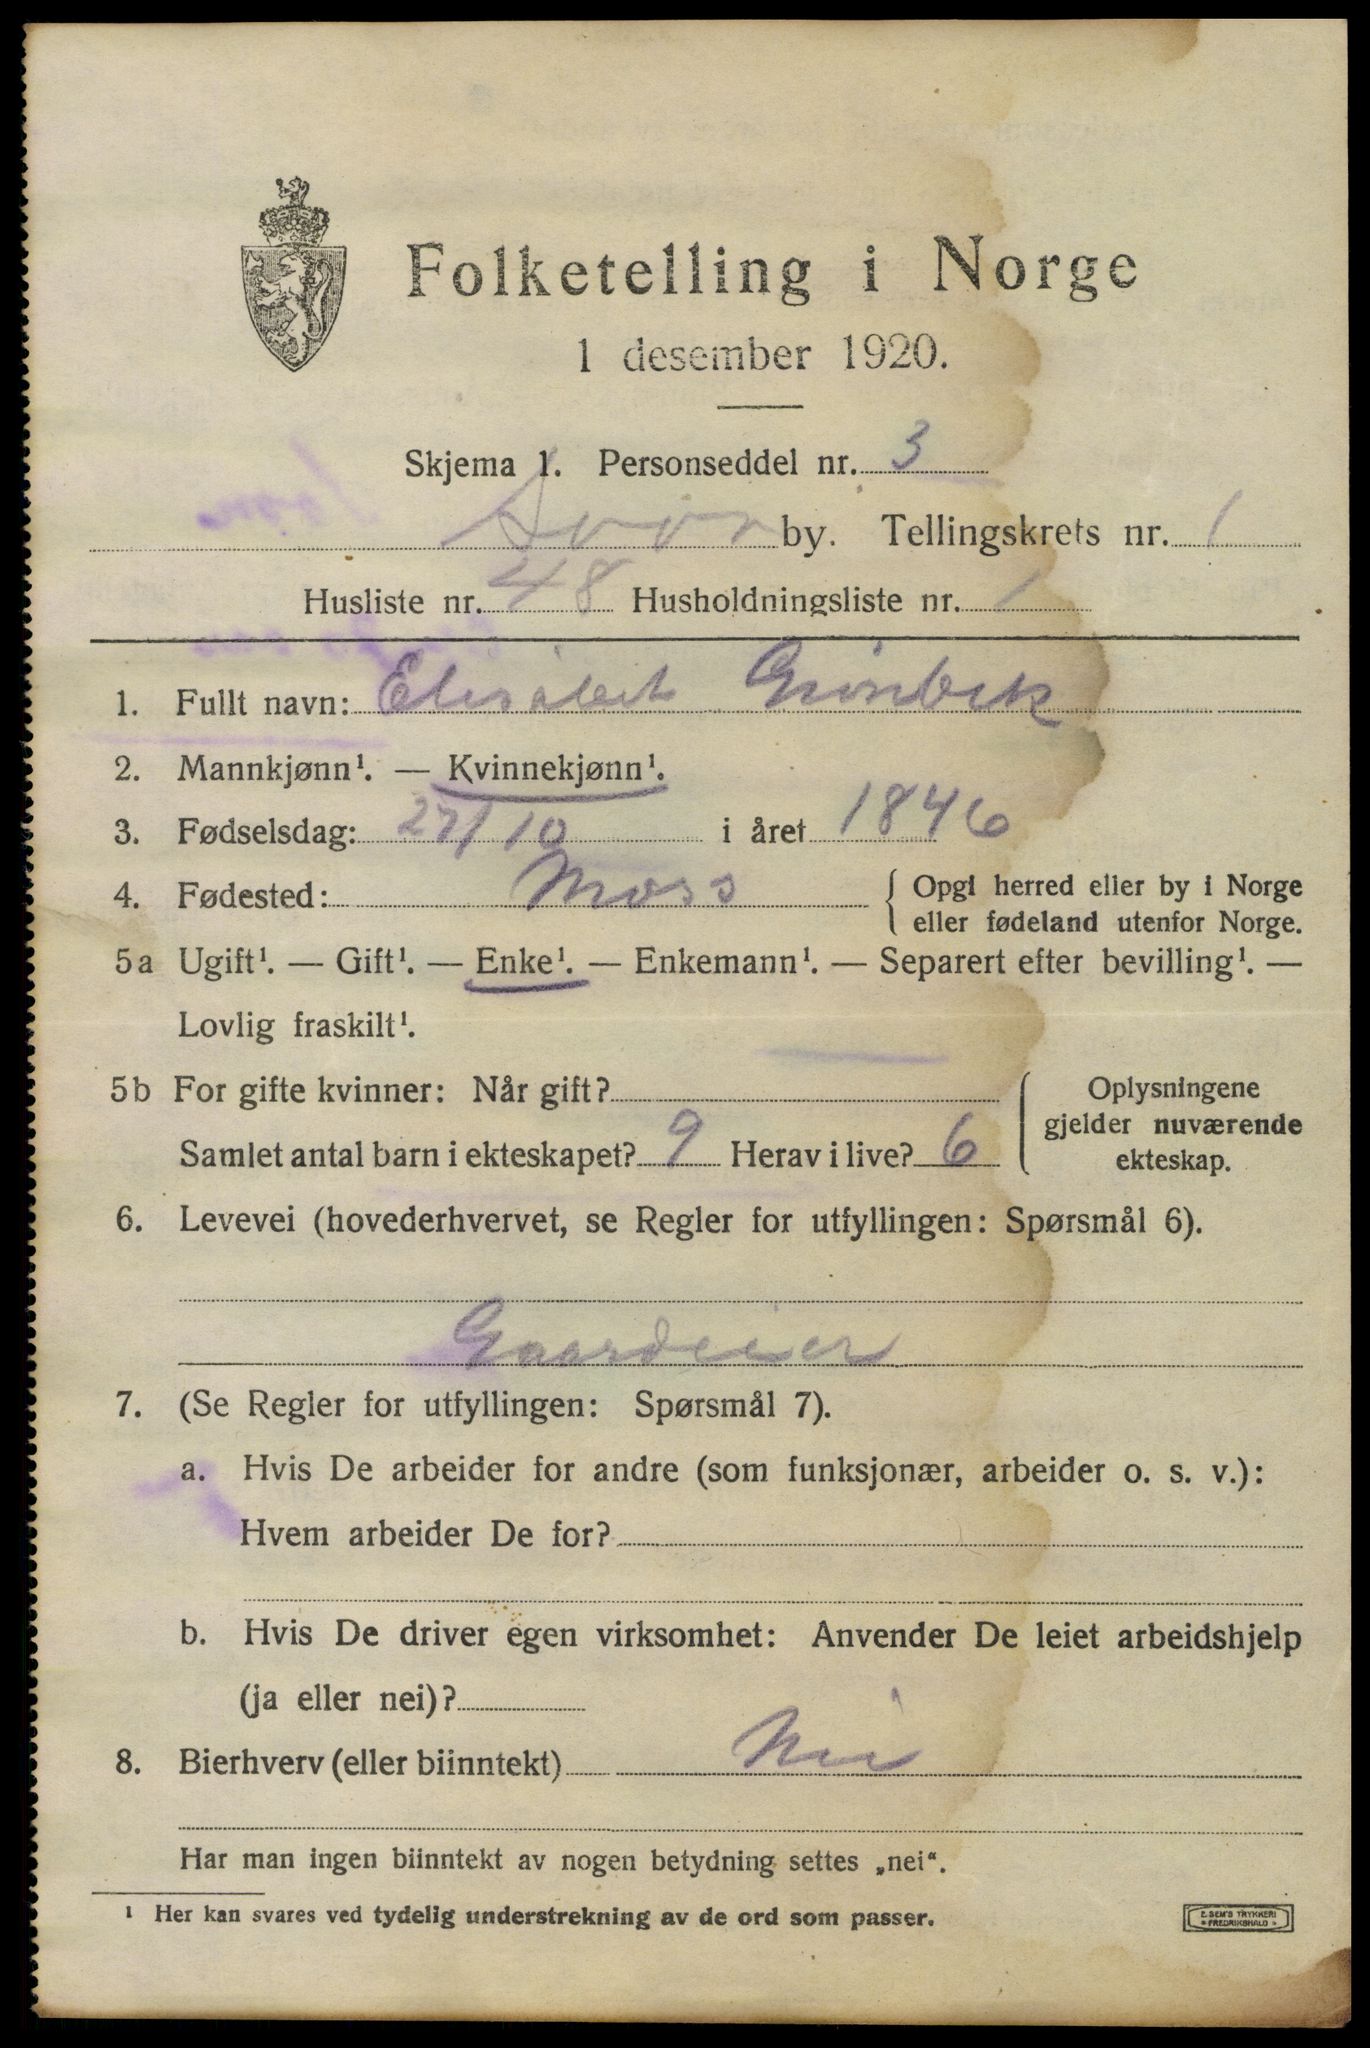 Folketelling i Norge
1 desember 1920.
Skjema 1. Personseddel nr. 3
by. Tellingskrets nr. 1
Husliste nr. 48 Husholdningsliste nr. 1
1. Fullt navn: Elisabet Grønbek
2. Mannkjønn¹. — Kvinnekjønn¹.
3. Fødselsdag: 27/10 i året 1846
4. Fødested: Moss { Opgi herred eller by i Norge
eller fødeland utenfor Norge.
5a Ugift¹. — Gift¹. — Enke¹. — Enkemann¹. — Separert efter bevilling¹. —
Lovlig fraskilt¹.
5b For gifte kvinner: Når gift?
Samlet antal barn i ekteskapet? 9 Herav i live? 6
Oplysningene
gjelder nuværende
ekteskap.
6. Levevei (hovederhvervet, se Regler for utfyllingen: Spørsmål 6).
Gaardeier
7. (Se Regler for utfyllingen: Spørsmål 7).
a. Hvis De arbeider for andre (som funksjonær, arbeider o. s. v.):
Hvem arbeider De for?
b. Hvis De driver egen virksomhet: Anvender De leiet arbeidshjelp
(ja eller nei)?
8. Bierhverv (eller biinntekt) Nei
Har man ingen biinntekt av nogen betydning settes „nei“.
¹ Her kan svares ved tydelig understrekning av de ord som passer.
E. SEM'S TRYKKERI
FREDRIKSHALD